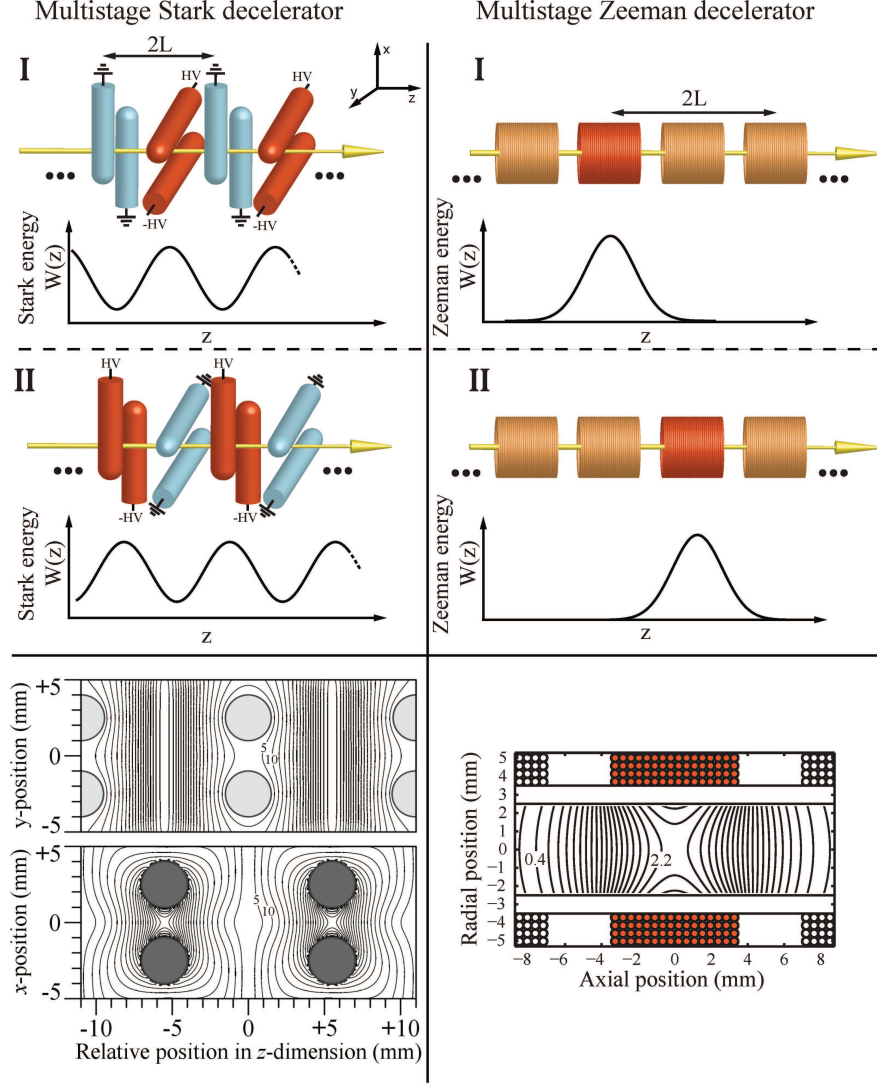 Multistage Stark decelerator
Multistage Zeeman decelerator
I
2L
HV
HV
x
y
z
-HV
-HV
Stark energy
W(z)
z
I
2L
Zeeman energy
W(z)
z
II
HV
HV
-HV
-HV
Stark energy
W(z)
z
II
Zeeman energy
W(z)
z
y-position (mm)
+5
0
-5
5
10
x-position (mm)
+5
0
-5
5
10
-10 -5 0 +5 +10
Relative position in z-dimension (mm)
Radial position (mm)
5
4
3
2
1
0
−1
−2
−3
−4
−5
0.4
2.2
−8 −6 −4 −2 0 2 4 6 8
Axial position (mm)